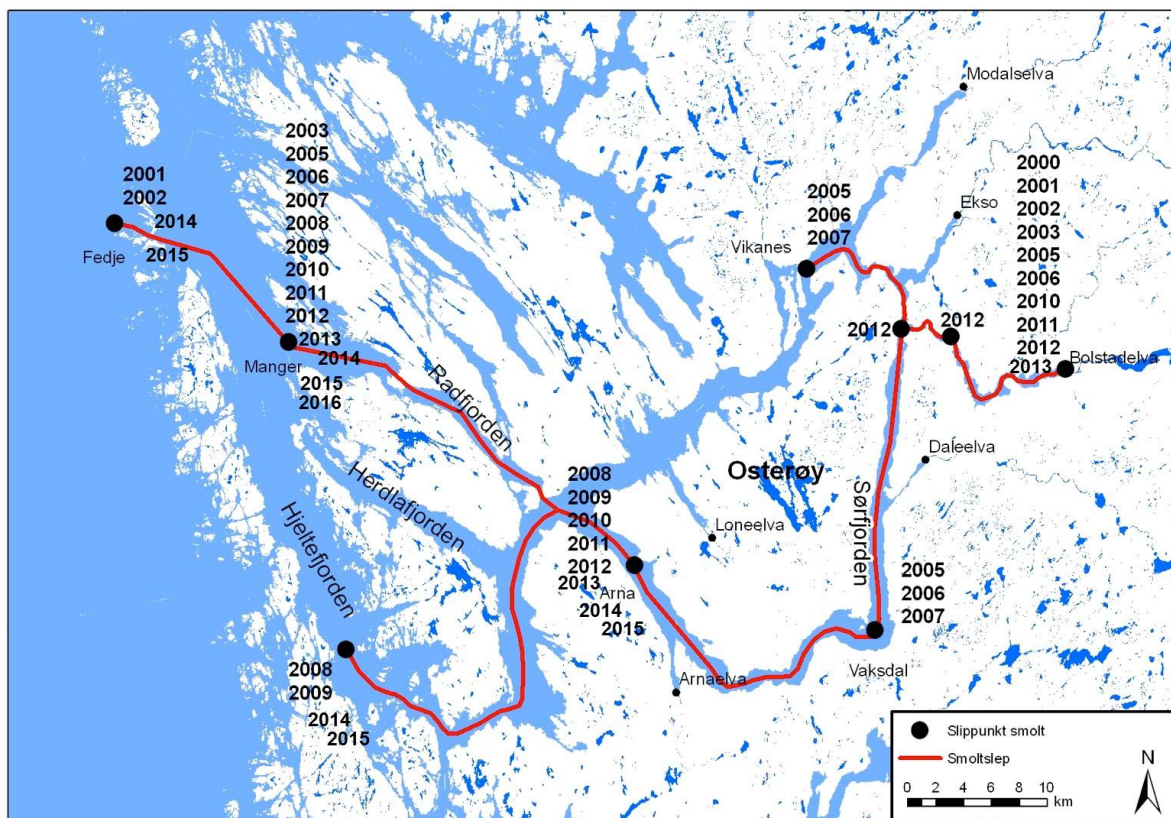 Modalselva
2003
2005
2006
2007
2008
2009
2010
2011
2012
2013
2014
2015
2016
Manger
2001
2002
2014
2015
Fedje
2005
2006
2007
Vikanes
Ekso
2000
2001
2002
2003
2005
2006
2010
2011
2012
2013
Bolstadelva
2012
2012
Radfjorden
Herdlafjorden
Hjeltefjorden
Osterøy
Sørfjorden
Daleelva
Loneelva
2008
2009
2010
2011
2012
2013
Arna
2014
2015
2005
2006
2007
Vaksdal
Arnaelva
2008
2009
2014
2015
Slippunkt smolt
Smoltslep
0 2 4 6 8 10
km
N